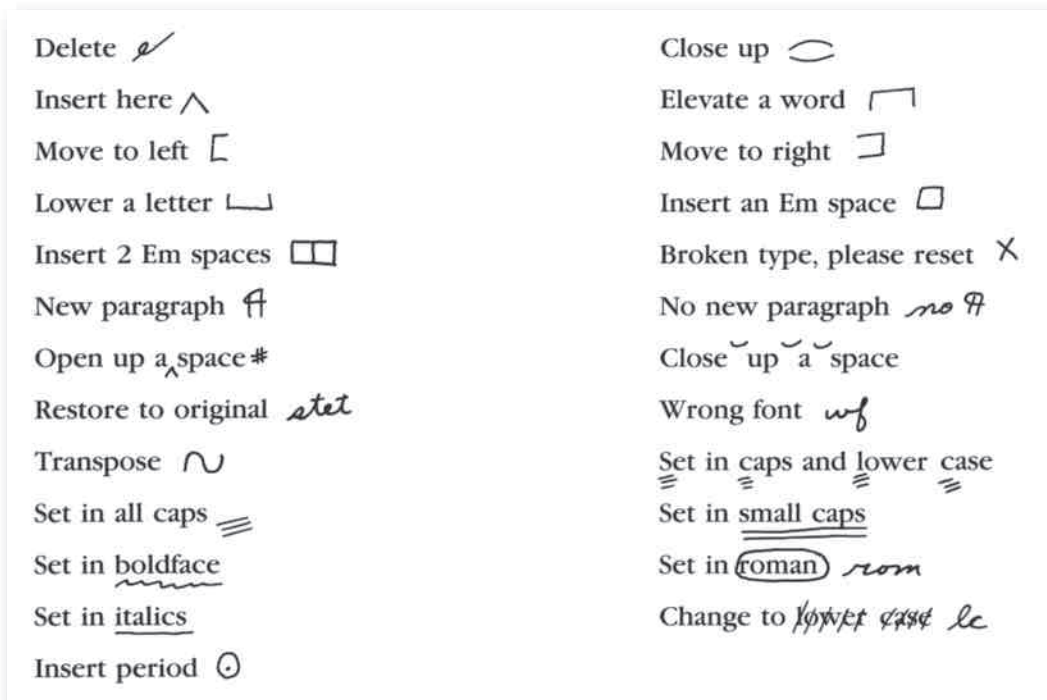 Delete
Insert here
Move to left
Lower a letter
Insert 2 Em spaces
New paragraph
Open up a space #
Restore to original stet
Transpose
Set in all caps
Set in boldface
Set in italics
Insert period
Close up
Elevate a word
Move to right
Insert an Em space
Broken type, please reset X
No new paragraph no ¶
Close up a space
Wrong font wf
Set in caps and lower case
Set in small caps
Set in roman rom
Change to lower case lc